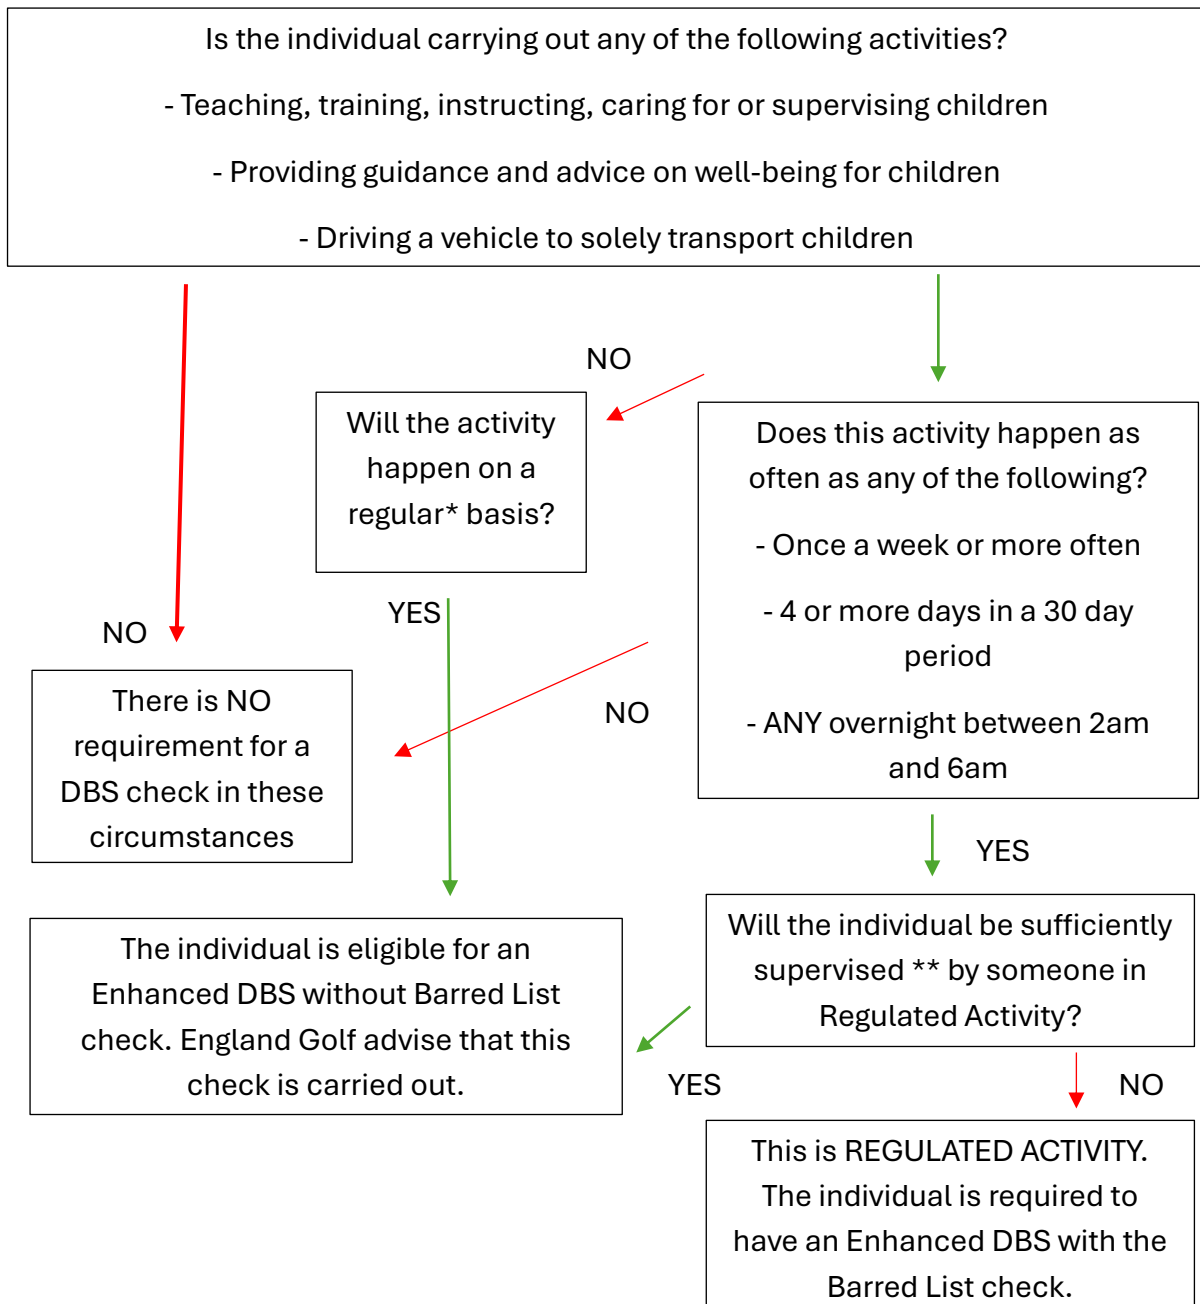 Is the individual carrying out any of the following activities?
- Teaching, training, instructing, caring for or supervising children
- Providing guidance and advice on well-being for children
- Driving a vehicle to solely transport children
NO
Will the activity
happen on a
regular* basis?
Does this activity happen as
often as any of the following?
- Once a week or more often
- 4 or more days in a 30 day
period
- ANY overnight between 2am
and 6am
YES
NO
NO
There is NO
requirement for a
DBS check in these
circumstances
YES
Will the individual be sufficiently
supervised ** by someone in
Regulated Activity?
The individual is eligible for an
Enhanced DBS without Barred List
check. England Golf advise that this
check is carried out.
YES
NO
This is REGULATED ACTIVITY.
The individual is required to
have an Enhanced DBS with the
Barred List check.